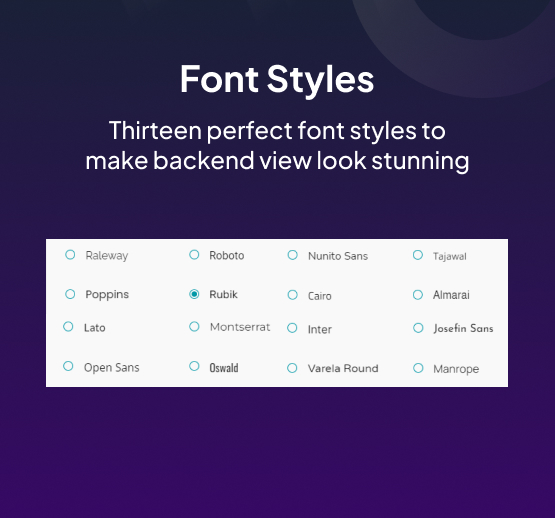 Font Styles
Thirteen perfect font styles to
make backend view look stunning
Raleway Roboto Nunito Sans Tajawal
Poppins Rubik Cairo Almarai
Lato Montserrat Inter Josefin Sans
Open Sans Oswald Varela Round Manrope